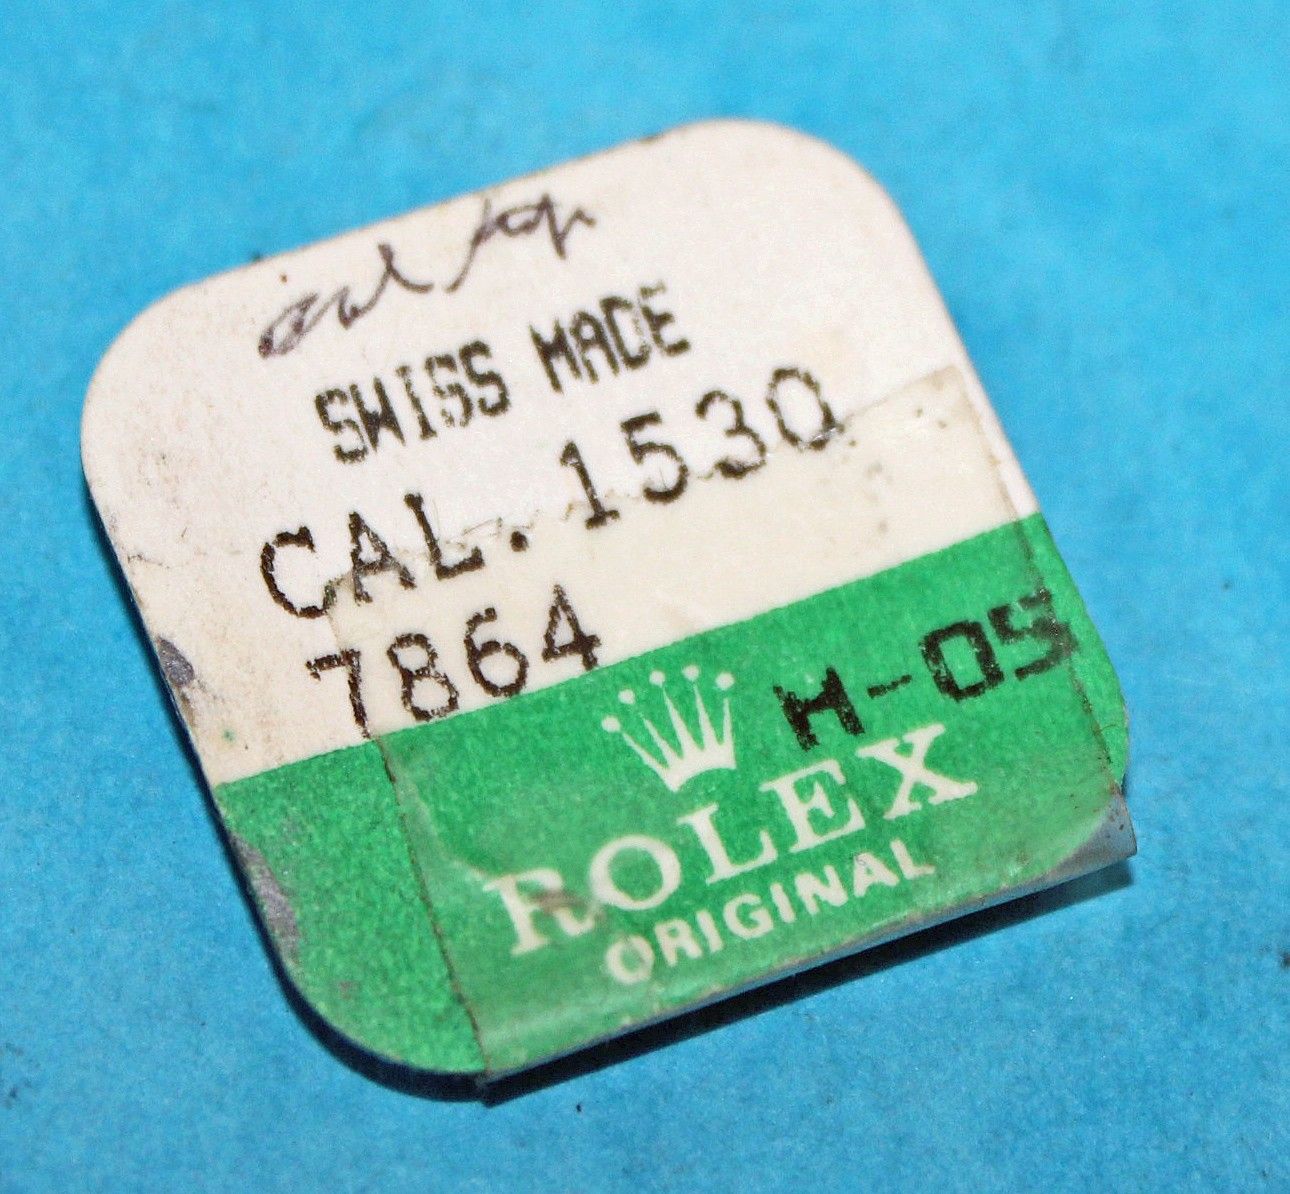 SWISS MADE
CAL. 1530
7864
H-05
ROLEX
ORIGINAL